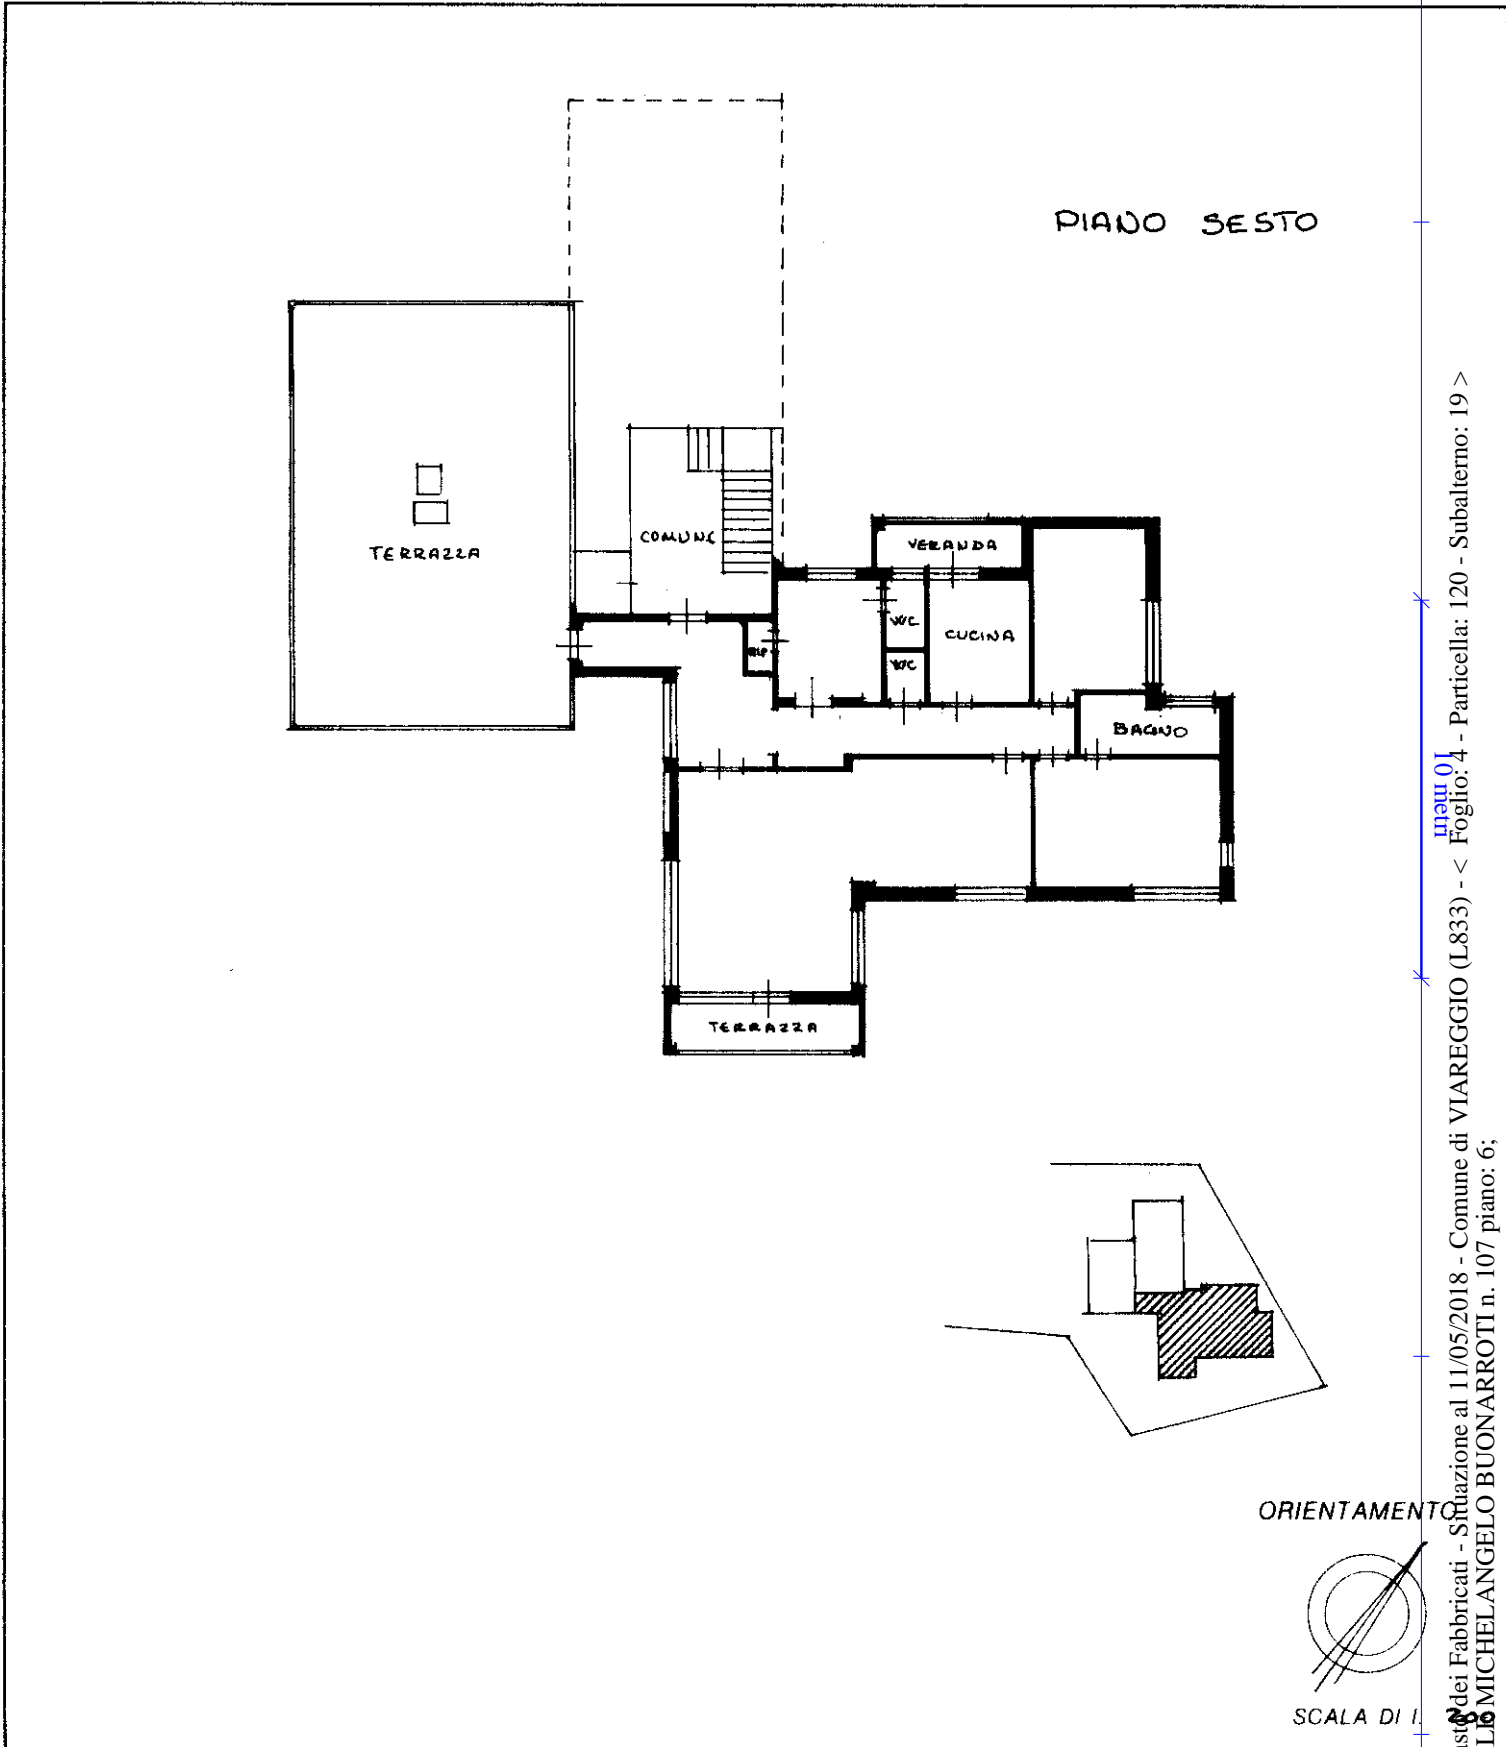 PIANO SESTO
TERRAZZA
COMUNE
VERANDA
WC
CUCINA
RIP
WC
BAGNO
TERRAZZA
10 metri
ORIENTAMENTO
SCALA DI 1: 200
dei Fabbricati - Situazione al 11/05/2018 - Comune di VIAREGGIO (L833) - < Foglio: 4 - Particella: 120 - Subalterno: 19 >
MICHELANGELO BUONARROTI n. 107 piano: 6;